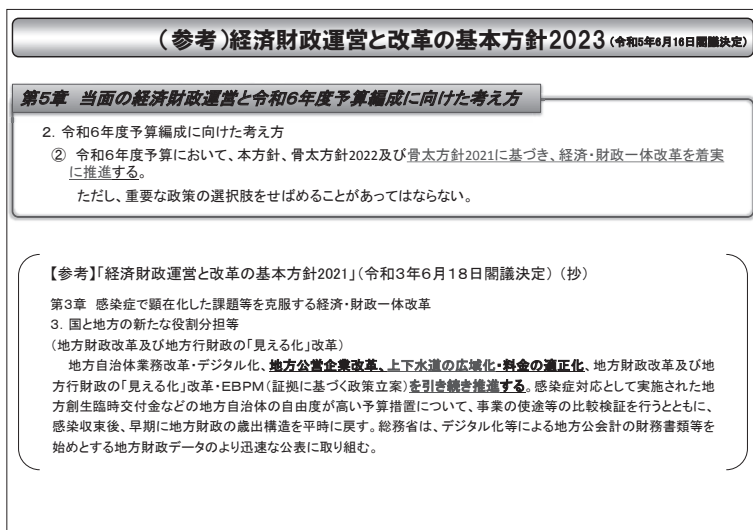 （参考）経済財政運営と改革の基本方針2023（令和5年6月16日閣議決定）
第5章　当面の経済財政運営と令和6年度予算編成に向けた考え方
2．令和6年度予算編成に向けた考え方
②　令和6年度予算において、本方針、骨太方針2022及び骨太方針2021に基づき、経済・財政一体改革を着実
に推進する。
ただし、重要な政策の選択肢をせばめることがあってはならない。
【参考】「経済財政運営と改革の基本方針2021」（令和3年6月18日閣議決定）（抄）
第3章　感染症で顕在化した課題等を克服する経済・財政一体改革
3．国と地方の新たな役割分担等
（地方財政改革及び地方行財政の「見える化」改革）
地方自治体業務改革・デジタル化、地方公営企業改革、上下水道の広域化・料金の適正化、地方財政改革及び地
方行財政の「見える化」改革・EBPM（証拠に基づく政策立案）を引き続き推進する。感染症対応として実施された地
方創生臨時交付金などの地方自治体の自由度が高い予算措置について、事業の使途等の比較検証を行うとともに、
感染収束後、早期に地方財政の歳出構造を平時に戻す。総務省は、デジタル化等による地方公会計の財務書類等を
始めとする地方財政データのより迅速な公表に取り組む。